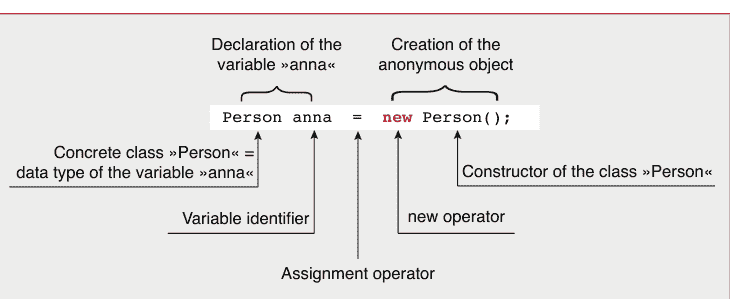 Declaration of the
variable »anna«
Creation of the
anonymous object
Person anna = new Person();
Concrete class »Person« =
data type of the variable »anna«
Constructor of the class »Person«
Variable identifier
new operator
Assignment operator